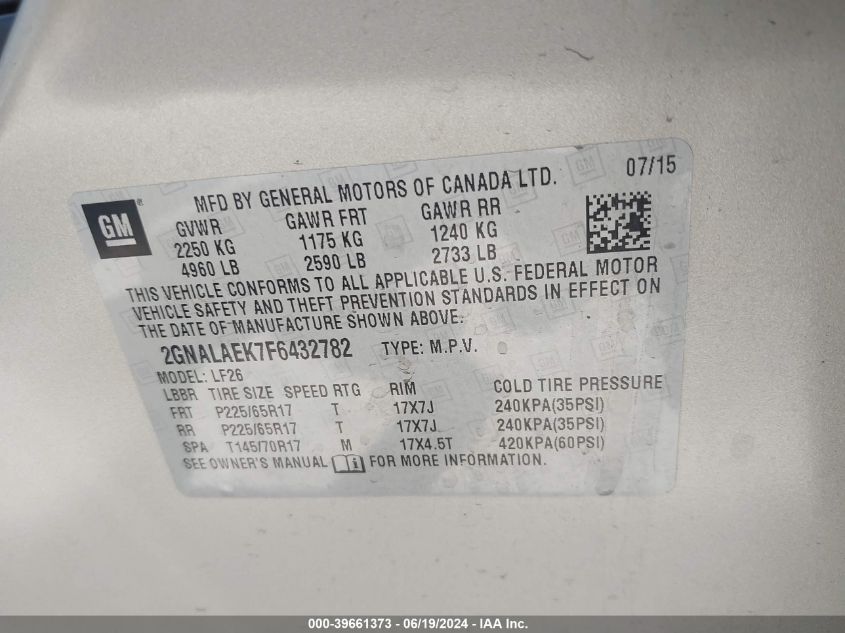 MFD BY GENERAL MOTORS OF CANADA LTD. 07/15
GM®
GVWR GAWR FRT GAWR RR
2250 KG 1175 KG 1240 KG
4960 LB 2590 LB 2733 LB
THIS VEHICLE CONFORMS TO ALL APPLICABLE U.S. FEDERAL MOTOR
VEHICLE SAFETY AND THEFT PREVENTION STANDARDS IN EFFECT ON
THE DATE OF MANUFACTURE SHOWN ABOVE.
2GNALAEK7F6432782 TYPE: M.P.V.
MODEL: LF26
LBBR TIRE SIZE SPEED RTG RIM COLD TIRE PRESSURE
FRT P225/65R17 T 17X7J 240KPA(35PSI)
RR P225/65R17 T 17X7J 240KPA(35PSI)
SPA T145/70R17 M 17X4.5T 420KPA(60PSI)
SEE OWNER'S MANUAL FOR MORE INFORMATION.
000-39661373 - 06/19/2024 - IAA Inc.